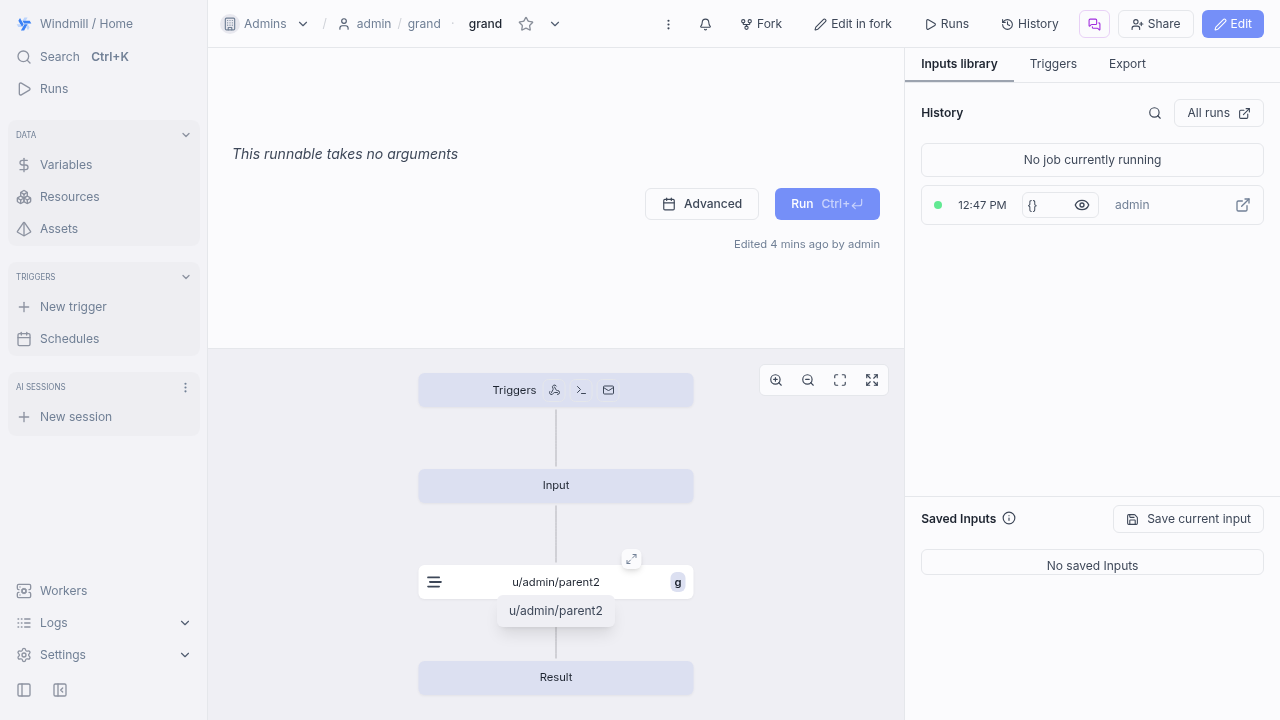 Windmill / Home
Search Ctrl+K
Runs
DATA
Variables
Resources
Assets
TRIGGERS
New trigger
Schedules
AI SESSIONS
New session
Workers
Logs
Settings
Admins / admin / grand · grand
Fork
Edit in fork
Runs
History
Share
Edit
This runnable takes no arguments
Advanced
Run Ctrl+
Edited 4 mins ago by admin
Triggers
Input
u/admin/parent2
g
u/admin/parent2
Result
Inputs library
Triggers
Export
History
All runs
No job currently running
12:47 PM {} admin
Saved Inputs
Save current input
No saved Inputs